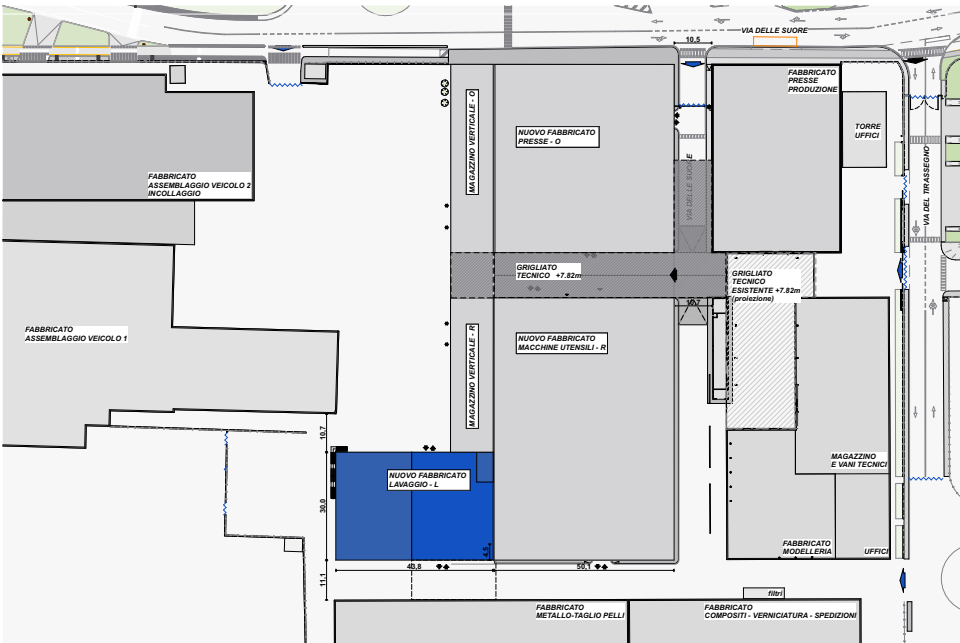 VIA DELLE SUORE
10,5
FABBRICATO
PRESSE
PRODUZIONE
TORRE
UFFICI
NUOVO FABBRICATO
PRESSE - O
MAGAZZINO VERTICALE - O
VIA DELLE SUORE
VIA DEL TIRASSEGNO
FABBRICATO
ASSEMBLAGGIO VEICOLO 2
INCOLLAGGIO
GRIGLIATO
TECNICO +7.82m
GRIGLIATO
TECNICO
ESISTENTE +7.82m
(proiezione)
10,7
FABBRICATO
ASSEMBLAGGIO VEICOLO 1
NUOVO FABBRICATO
MACCHINE UTENSILI - R
MAGAZZINO VERTICALE - R
10,7
MAGAZZINO
E VANI TECNICI
NUOVO FABBRICATO
LAVAGGIO - L
30,0
4,5
FABBRICATO
MODELLERIA
UFFICI
43,8
50,1
11,1
filtri
FABBRICATO
METALLO-TAGLIO PELLI
FABBRICATO
COMPOSITI - VERNICIATURA - SPEDIZIONI